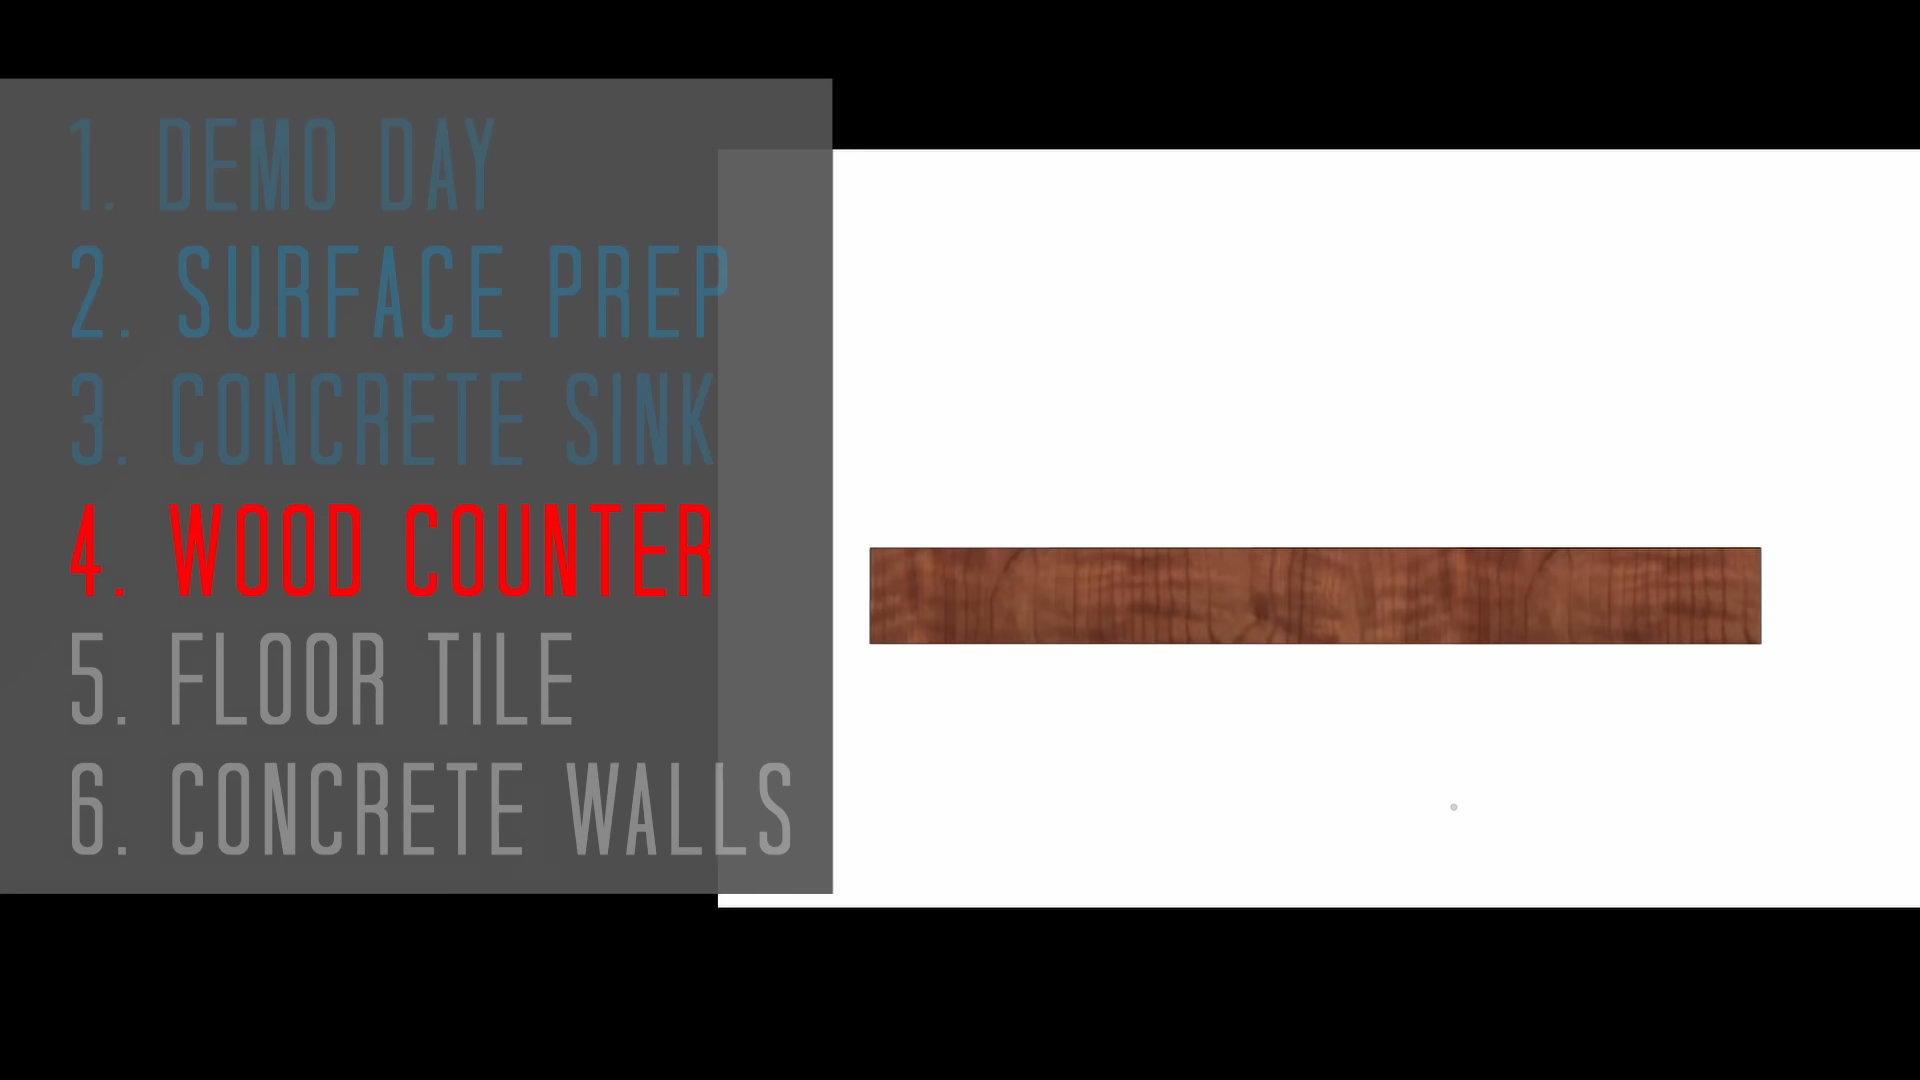 1. DEMO DAY
2. SURFACE PREP
3. CONCRETE SINK
4. WOOD COUNTER
5. FLOOR TILE
6. CONCRETE WALLS